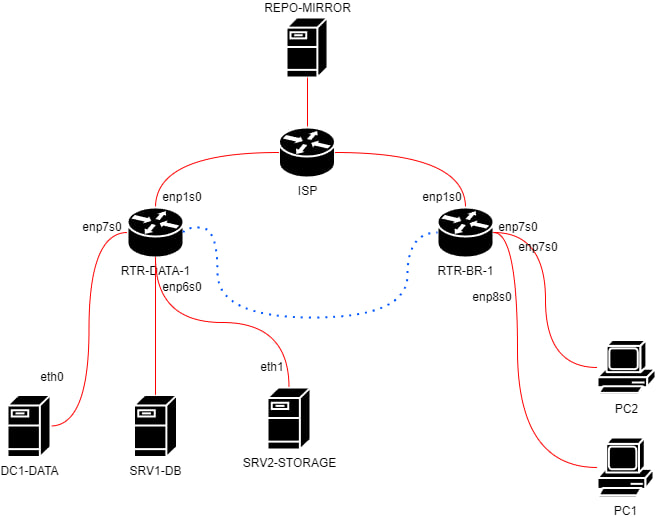 REPO-MIRROR
ISP
enp1s0
enp1s0
enp7s0
enp7s0
enp7s0
RTR-DATA-1
RTR-BR-1
enp6s0
enp8s0
eth1
eth0
PC2
SRV2-STORAGE
DC1-DATA
SRV1-DB
PC1